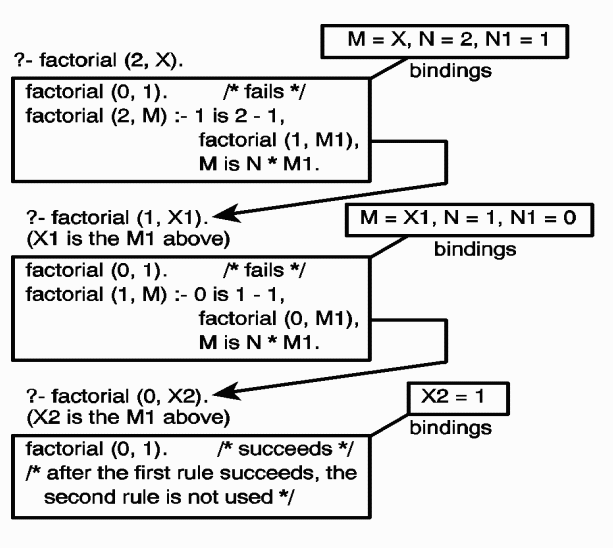 M = X, N = 2, N1 = 1
?- factorial (2, X).
bindings
factorial (0, 1). /* fails */
factorial (2, M) :- 1 is 2 - 1,
factorial (1, M1),
M is N * M1.
?- factorial (1, X1).
M = X1, N = 1, N1 = 0
(X1 is the M1 above)
bindings
factorial (0, 1). /* fails */
factorial (1, M) :- 0 is 1 - 1,
factorial (0, M1),
M is N * M1.
?- factorial (0, X2).
X2 = 1
(X2 is the M1 above)
bindings
factorial (0, 1). /* succeeds */
/* after the first rule succeeds, the
second rule is not used */